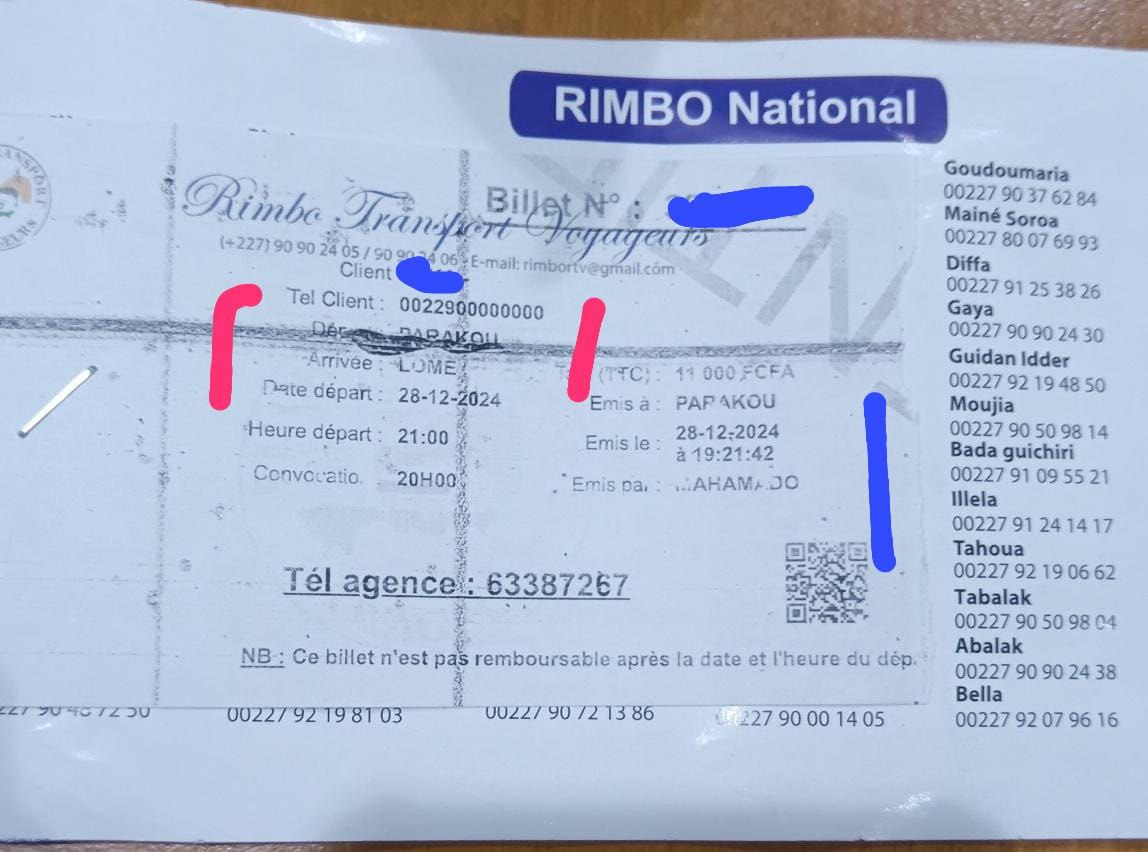 RIMBO National
Rimbo Transport Voyageurs
Billet N° :
(+227) 90 90 24 05 / 90 90 24 06 - E-mail: rimbortv@gmail.com
Client
Tel Client : 0022900000000
PARAKOU
Arrivée : LOME
(TTC) : 11 000 FCFA
Date départ : 28-12-2024
Emis à : PARAKOU
Heure départ : 21:00
Emis le : 28-12-2024
à 19:21:42
Convocatio. 20H00
Emis par :
Tél agence : 63387267
NB : Ce billet n'est pas remboursable après la date et l'heure du dép.
00227 92 19 81 03
00227 90 72 13 86
227 90 00 14 05
Goudoumaria
00227 90 37 62 84
Mainé Soroa
00227 80 07 69 93
Diffa
00227 91 25 38 26
Gaya
00227 90 90 24 30
Guidan Idder
00227 92 19 48 50
Moujia
00227 90 50 98 14
Bada guichiri
00227 91 09 55 21
Illela
00227 91 24 14 17
Tahoua
00227 92 19 06 62
Tabalak
00227 90 50 98 04
Abalak
00227 90 90 24 38
Bella
00227 92 07 96 16